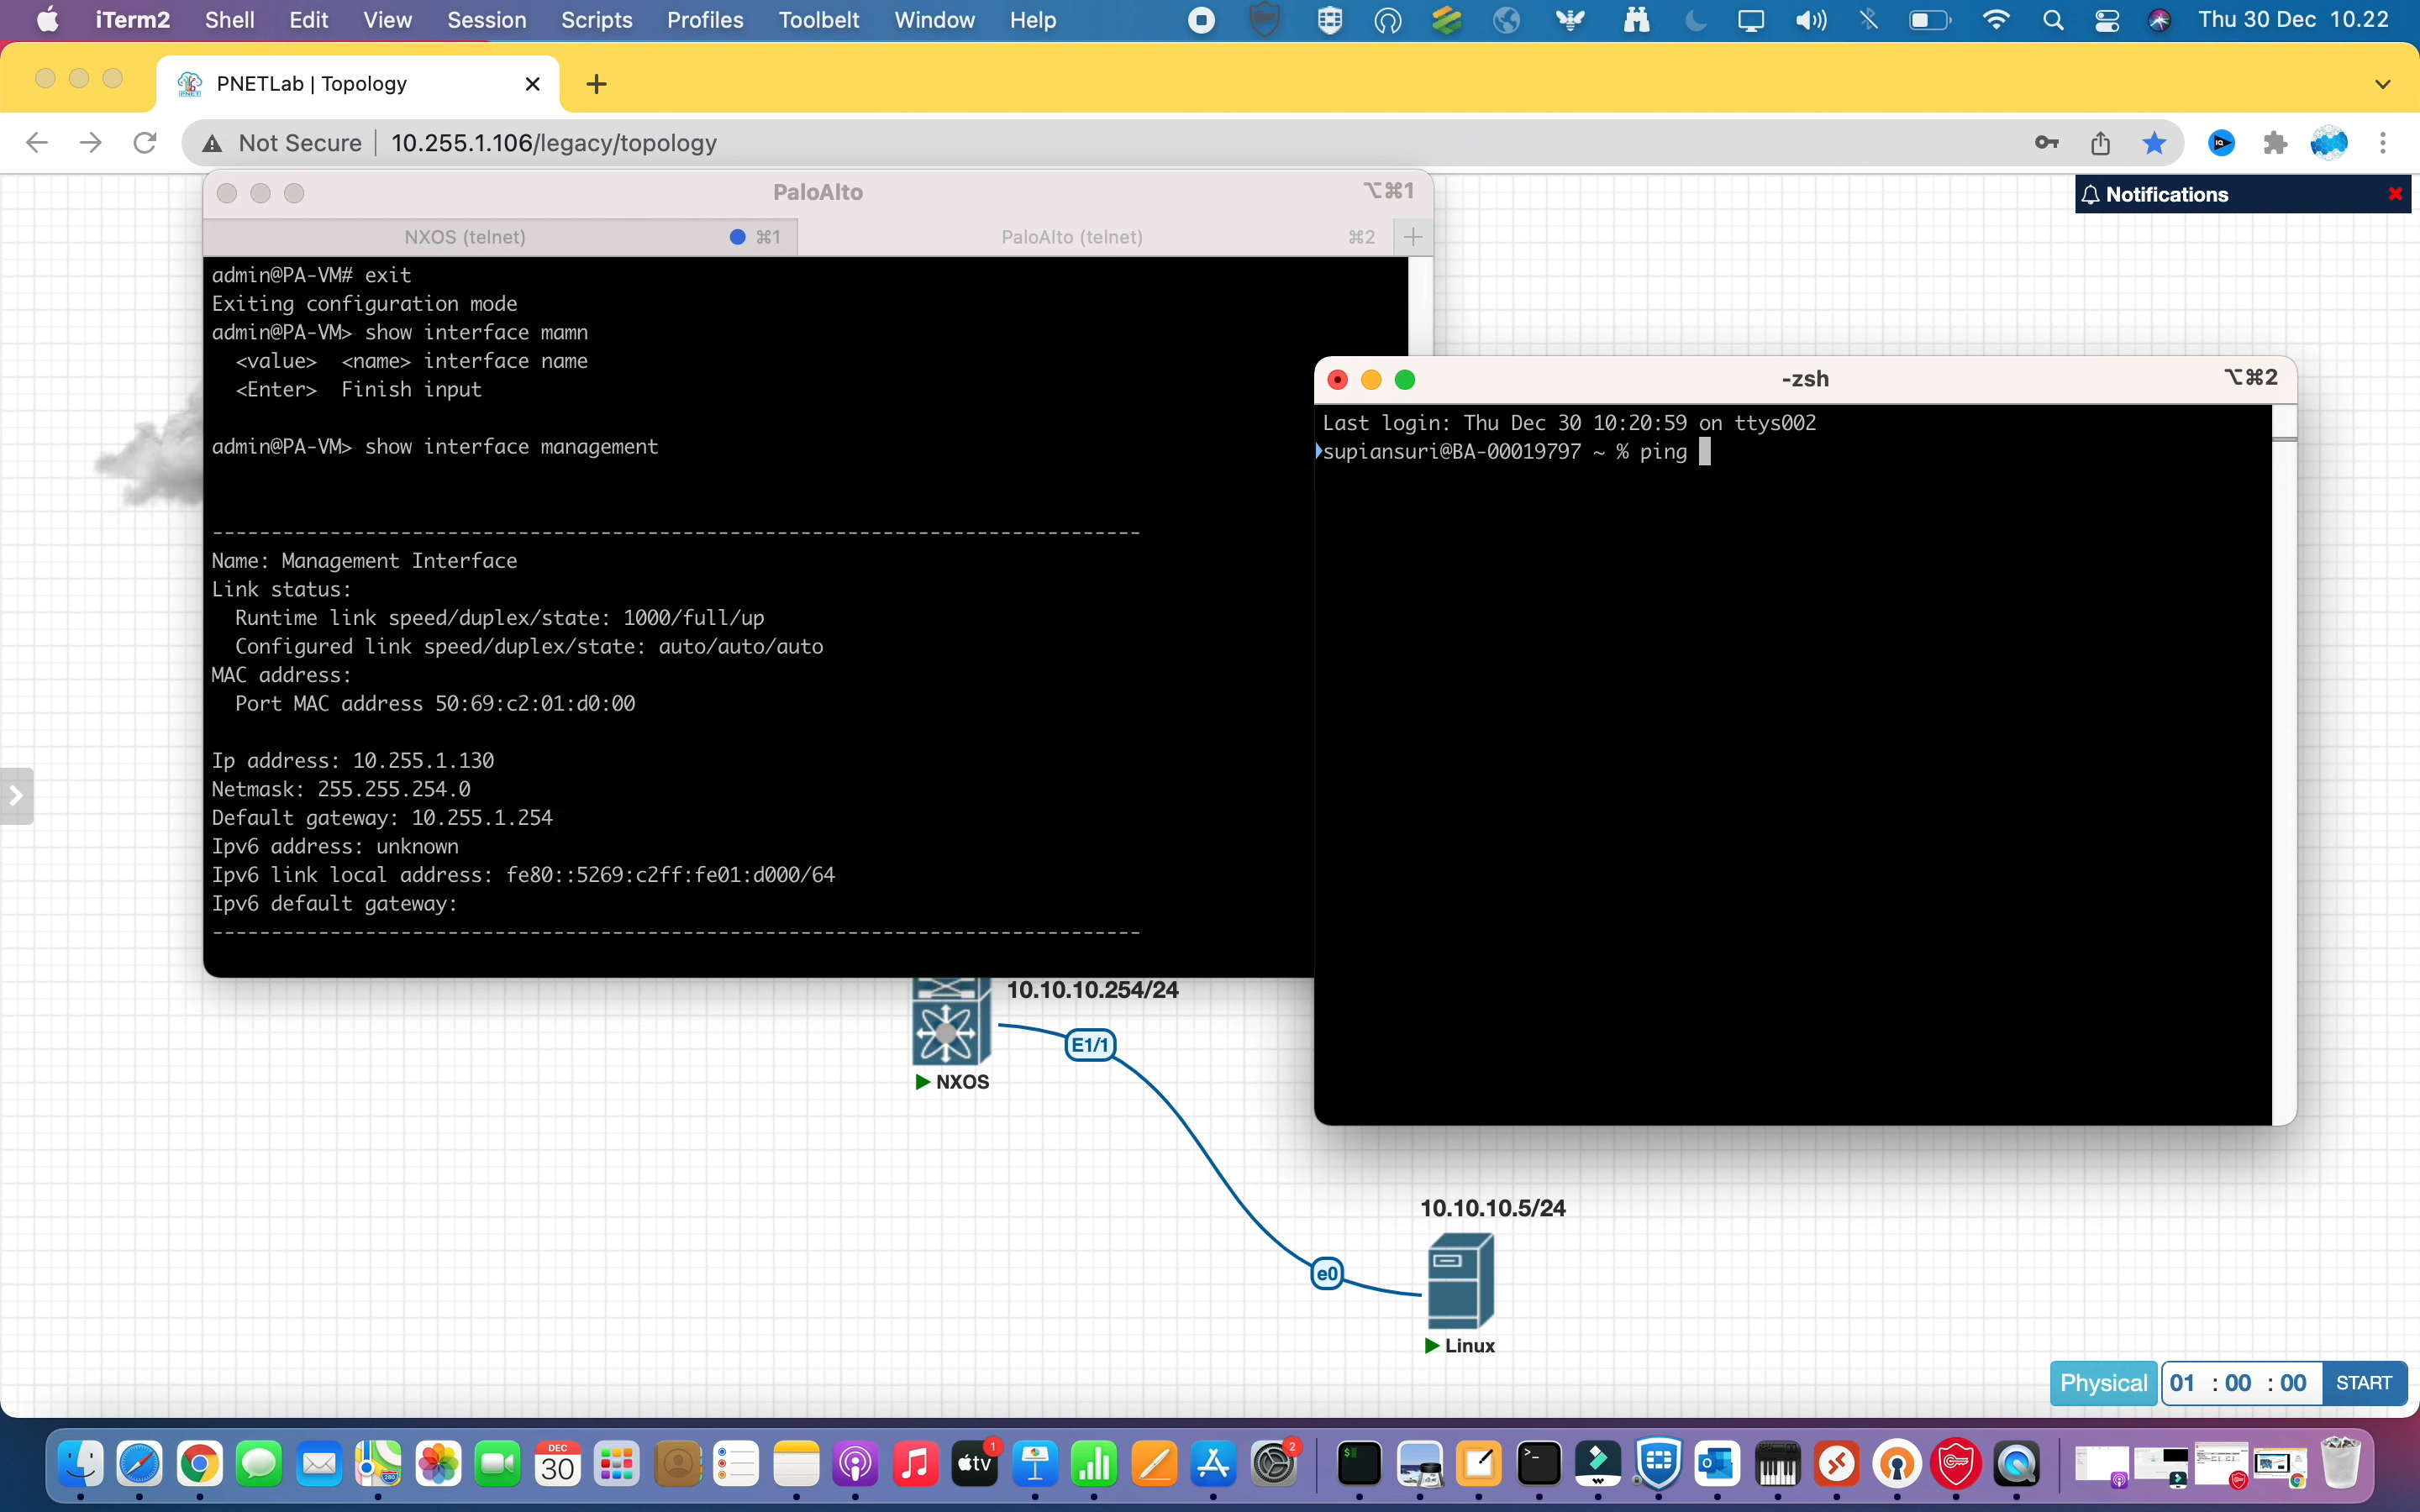 iTerm2 Shell Edit View Session Scripts Profiles Toolbelt Window Help Thu 30 Dec 10.22
PNETLab | Topology
Not Secure 10.255.1.106/legacy/topology
Notifications
PaloAlto ⌥⌘1
NXOS (telnet) ⌘1 PaloAlto (telnet) ⌘2
admin@PA-VM# exit
Exiting configuration mode
admin@PA-VM> show interface mamn
<value> <name> interface name
<Enter> Finish input
admin@PA-VM> show interface management
--------------------------------------------------------------------------------
Name: Management Interface
Link status:
Runtime link speed/duplex/state: 1000/full/up
Configured link speed/duplex/state: auto/auto/auto
MAC address:
Port MAC address 50:69:c2:01:d0:00
Ip address: 10.255.1.130
Netmask: 255.255.254.0
Default gateway: 10.255.1.254
Ipv6 address: unknown
Ipv6 link local address: fe80::5269:c2ff:fe01:d000/64
Ipv6 default gateway:
--------------------------------------------------------------------------------
-zsh ⌥⌘2
Last login: Thu Dec 30 10:20:59 on ttys002
supiansuri@BA-00019797 ~ % ping
10.10.10.254/24
E1/1
NXOS
10.10.10.5/24
e0
Linux
Physical 01 : 00 : 00 START
DEC
30
tv
1
2